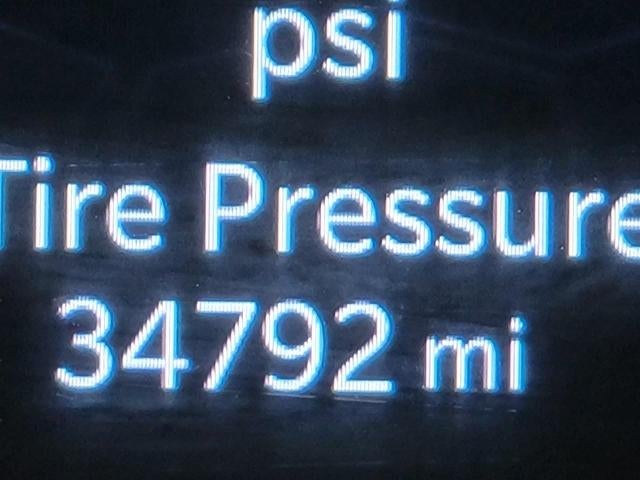 psi
Tire Pressure
34792 mi